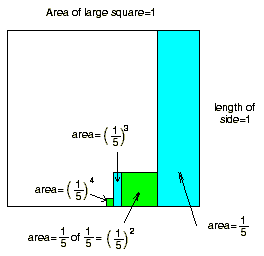 Area of large square=1
length of
side=1
area=(1/5)^3
area=(1/5)^4
area=1/5
area=1/5 of 1/5=(1/5)^2